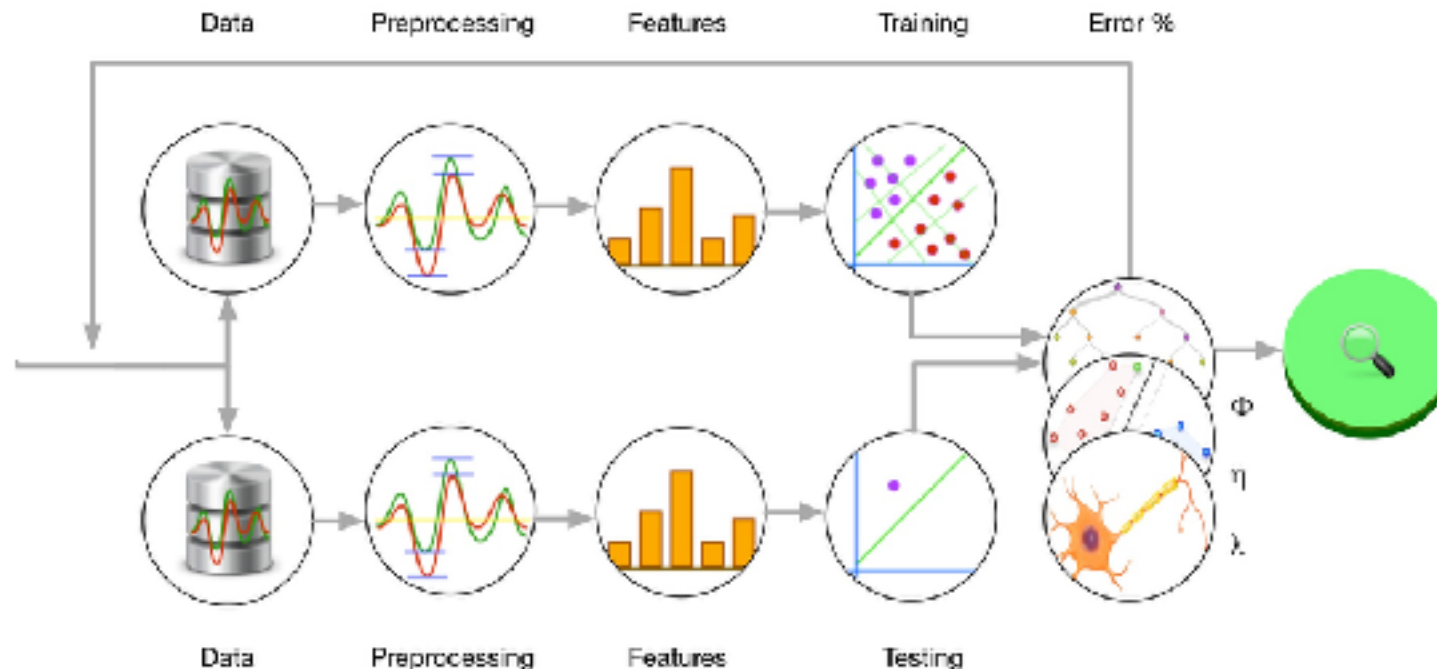 Data Preprocessing Features Training Error %
Φ
η
λ
Data Preprocessing Features Testing